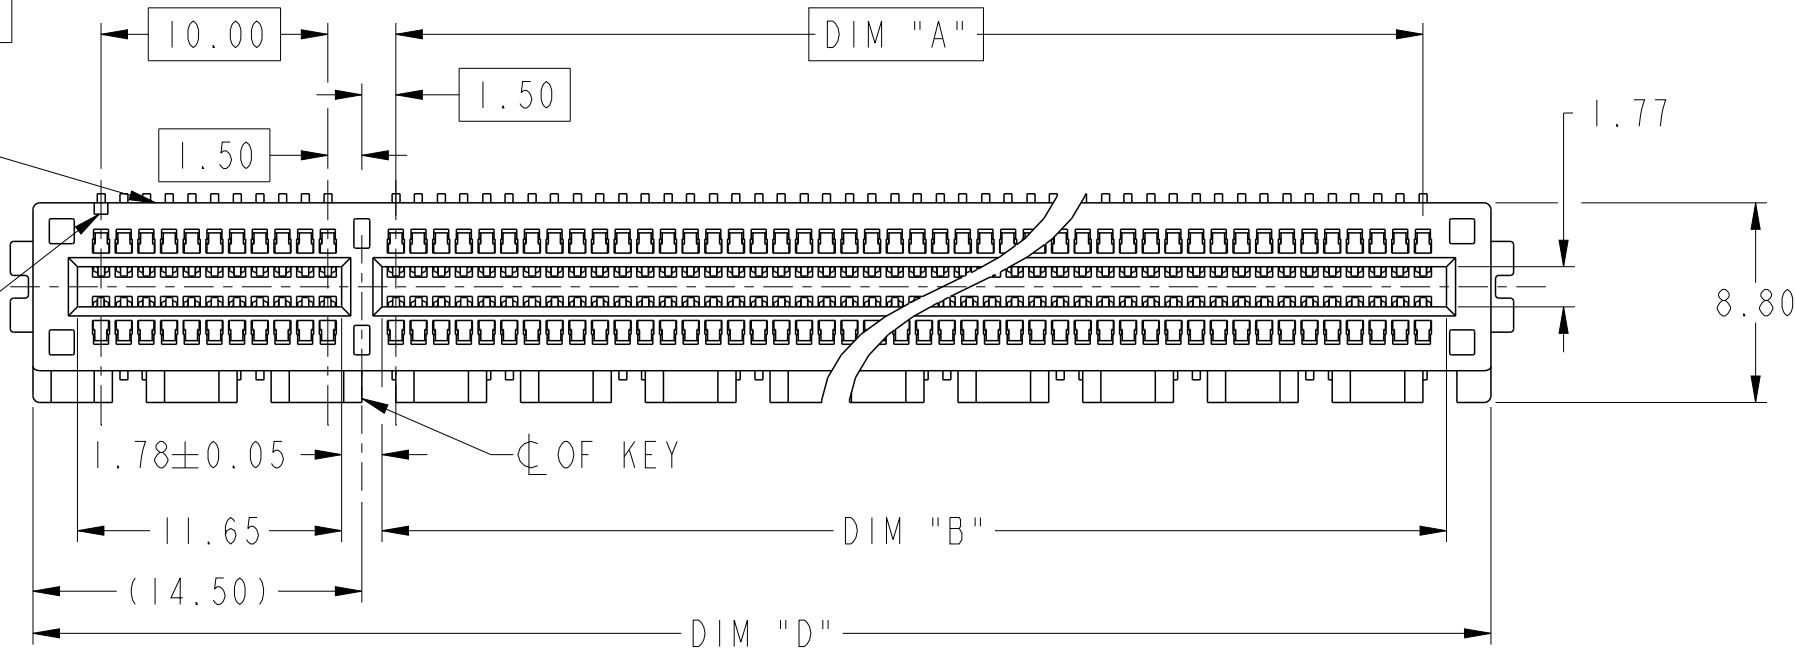 10.00
DIM "A"
1.50
1.77
1.50
8.80
1.78±0.05
℄ OF KEY
11.65
DIM "B"
(14.50)
DIM "D"